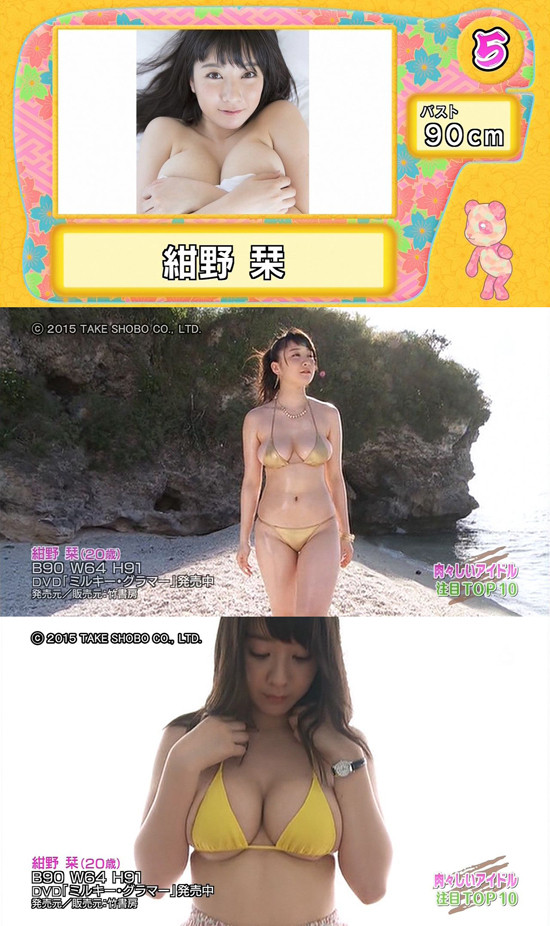 5
バスト
90cm
紺野 栞
© 2015 TAKE SHOBO CO., LTD.
紺野 栞(20歳)
B90 W64 H91
DVD「ミルキー・グラマー」発売中
発売元/販売元・竹書房
肉々しいアイドル
注目TOP10
© 2015 TAKE SHOBO CO., LTD.
紺野 栞(20歳)
B90 W64 H91
DVD「ミルキー・グラマー」発売中
発売元/販売元・竹書房
肉々しいアイドル
注目TOP10